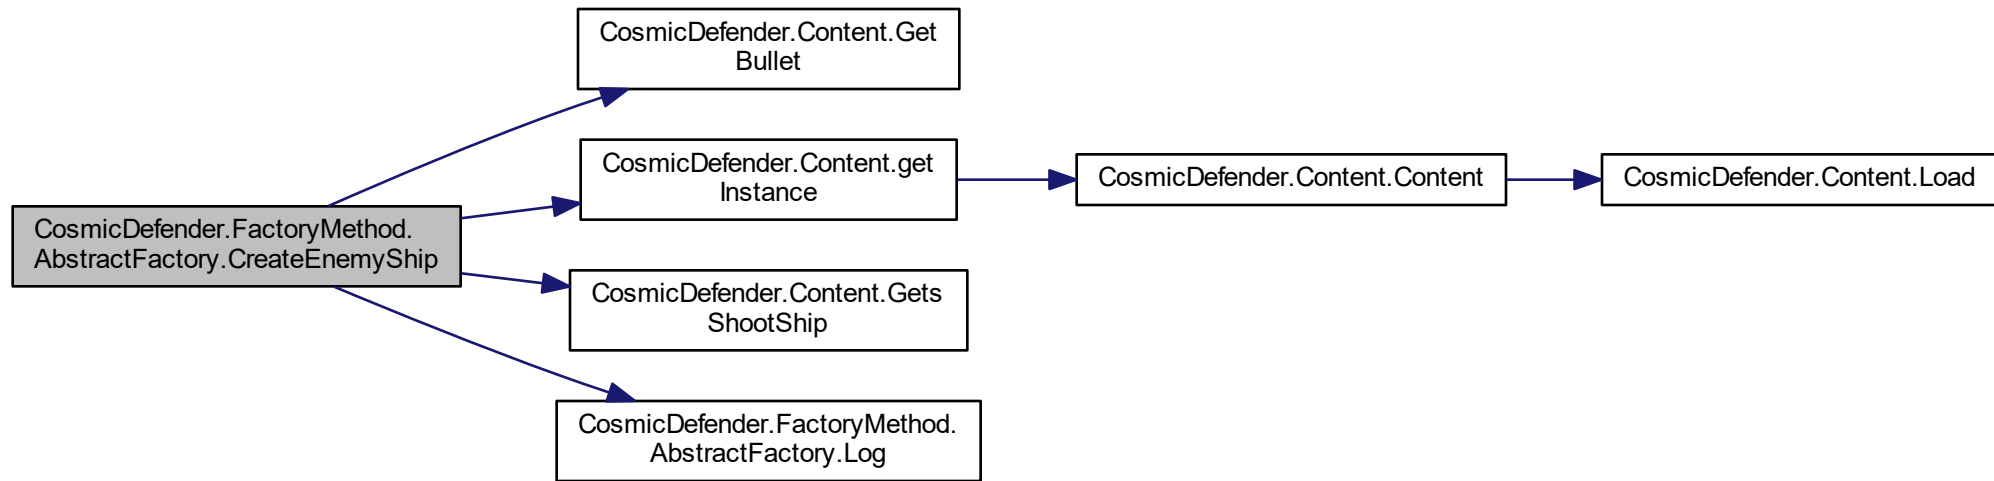 CosmicDefender.Content.Get
Bullet
CosmicDefender.Content.get
Instance
CosmicDefender.Content.Content
CosmicDefender.Content.Load
CosmicDefender.FactoryMethod.
AbstractFactory.CreateEnemyShip
CosmicDefender.Content.Gets
ShootShip
CosmicDefender.FactoryMethod.
AbstractFactory.Log